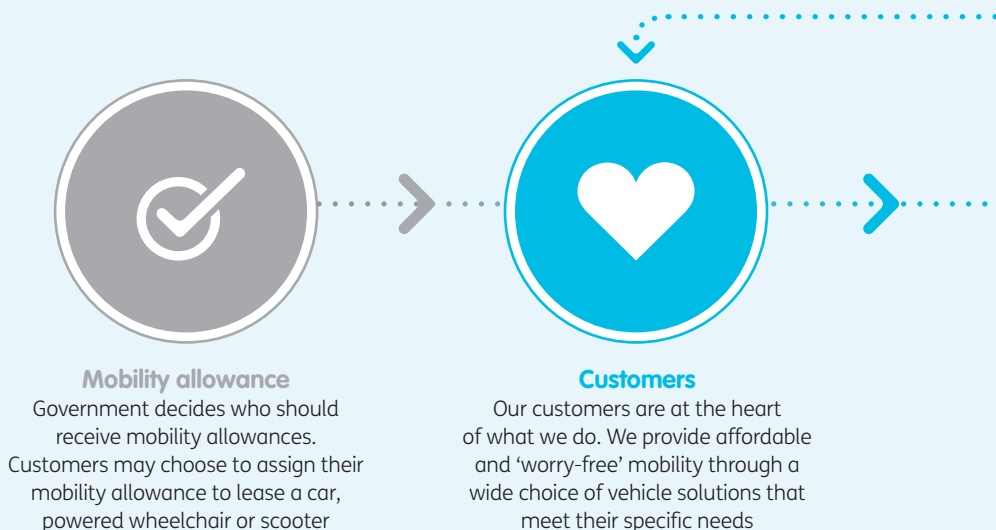 Mobility allowance
Government decides who should
receive mobility allowances.
Customers may choose to assign their
mobility allowance to lease a car,
powered wheelchair or scooter
Customers
Our customers are at the heart
of what we do. We provide affordable
and ‘worry-free’ mobility through a
wide choice of vehicle solutions that
meet their specific needs